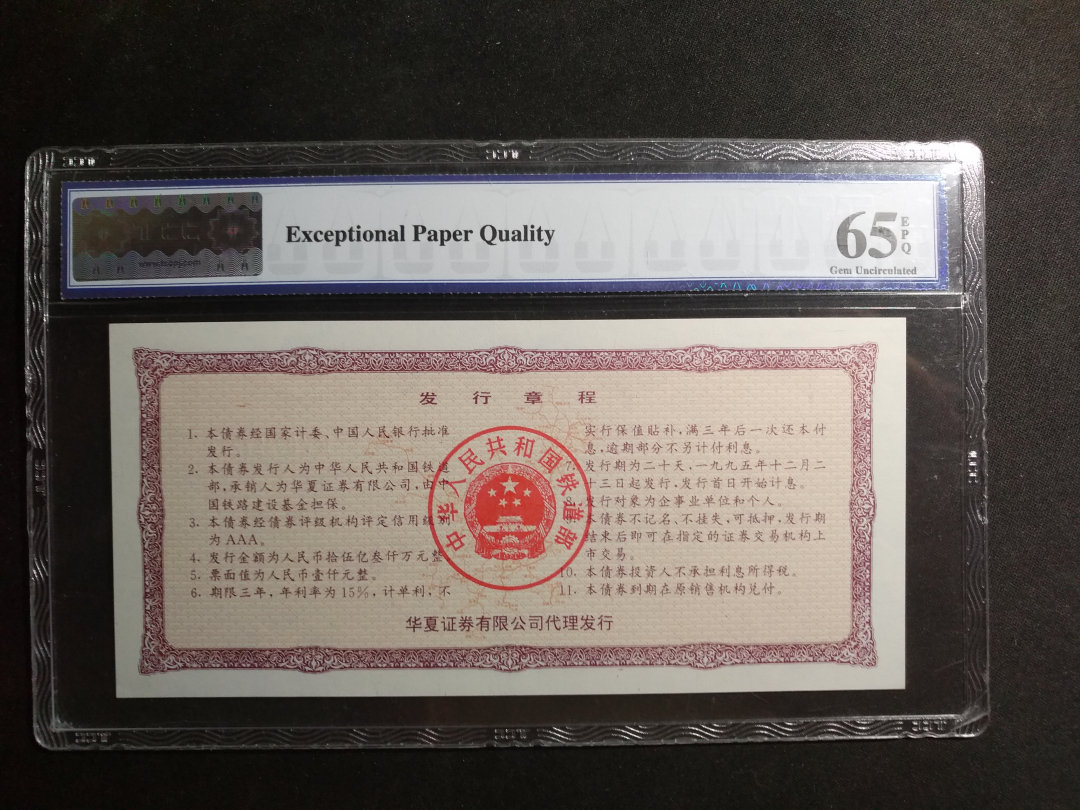 Exceptional Paper Quality
65
EPQ
Gem Uncirculated
发行章程
1. 本债券经国家计委、中国人民银行批准
发行。
2. 本债券发行人为中华人民共和国铁道
部,承销人为华夏证券有限公司,由中
国铁路建设基金担保。
3. 本债券经债券评级机构评定信用级别
为AAA。
4. 发行金额为人民币拾伍亿叁仟万元整
5. 票面值为人民币壹仟元整。
6. 期限三年,年利率为15%,计单利,不
实行保值贴补,满三年后一次还本付
息,逾期部分不另计付利息。
7. 发行期为二十天,一九九五年十二月二
十三日起发行,发行首日开始计息。
发行对象为企事业单位和个人。
本债券不记名、不挂失,可抵押,发行期
结束后即可在指定的证券交易机构上
市交易。
10. 本债券投资人不承担利息所得税。
11. 本债券到期在原销售机构兑付。
中华人民共和国铁道部
华夏证券有限公司代理发行